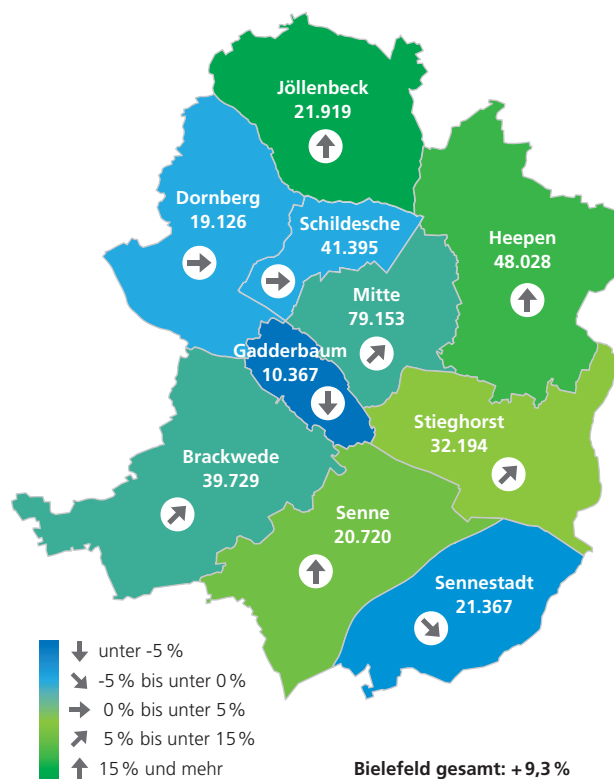 Jöllenbeck
21.919
Dornberg
19.126
Schildesche
41.395
Heepen
48.028
Mitte
79.153
Gadderbaum
10.367
Stieghorst
32.194
Brackwede
39.729
Senne
20.720
Sennestadt
21.367
unter -5 %
-5 % bis unter 0 %
0 % bis unter 5 %
5 % bis unter 15 %
15 % und mehr
Bielefeld gesamt: +9,3 %